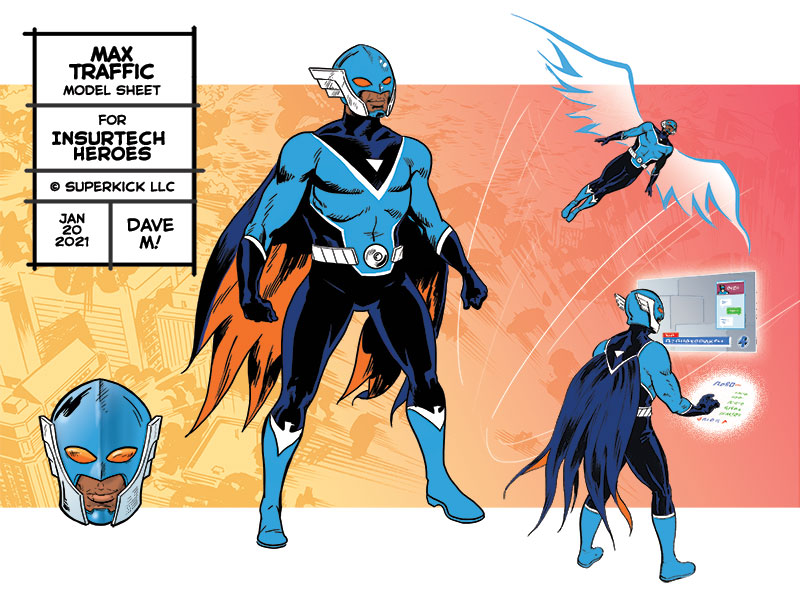 MAX
TRAFFIC
MODEL SHEET
FOR
INSURTECH
HEROES
© SUPERKICK LLC
JAN
20
2021
DAVE
M!